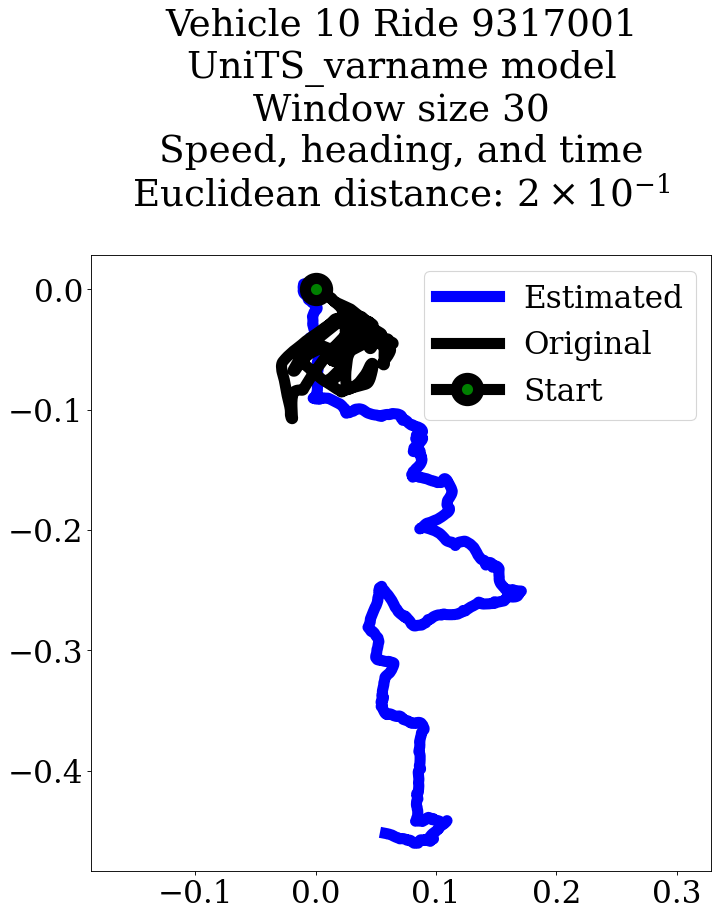 Vehicle 10 Ride 9317001
UniTS_varname model
Window size 30
Speed, heading, and time
Euclidean distance: 2 × 10⁻¹
Estimated
Original
Start
0.0
−0.1
−0.2
−0.3
−0.4
−0.1 0.0 0.1 0.2 0.3